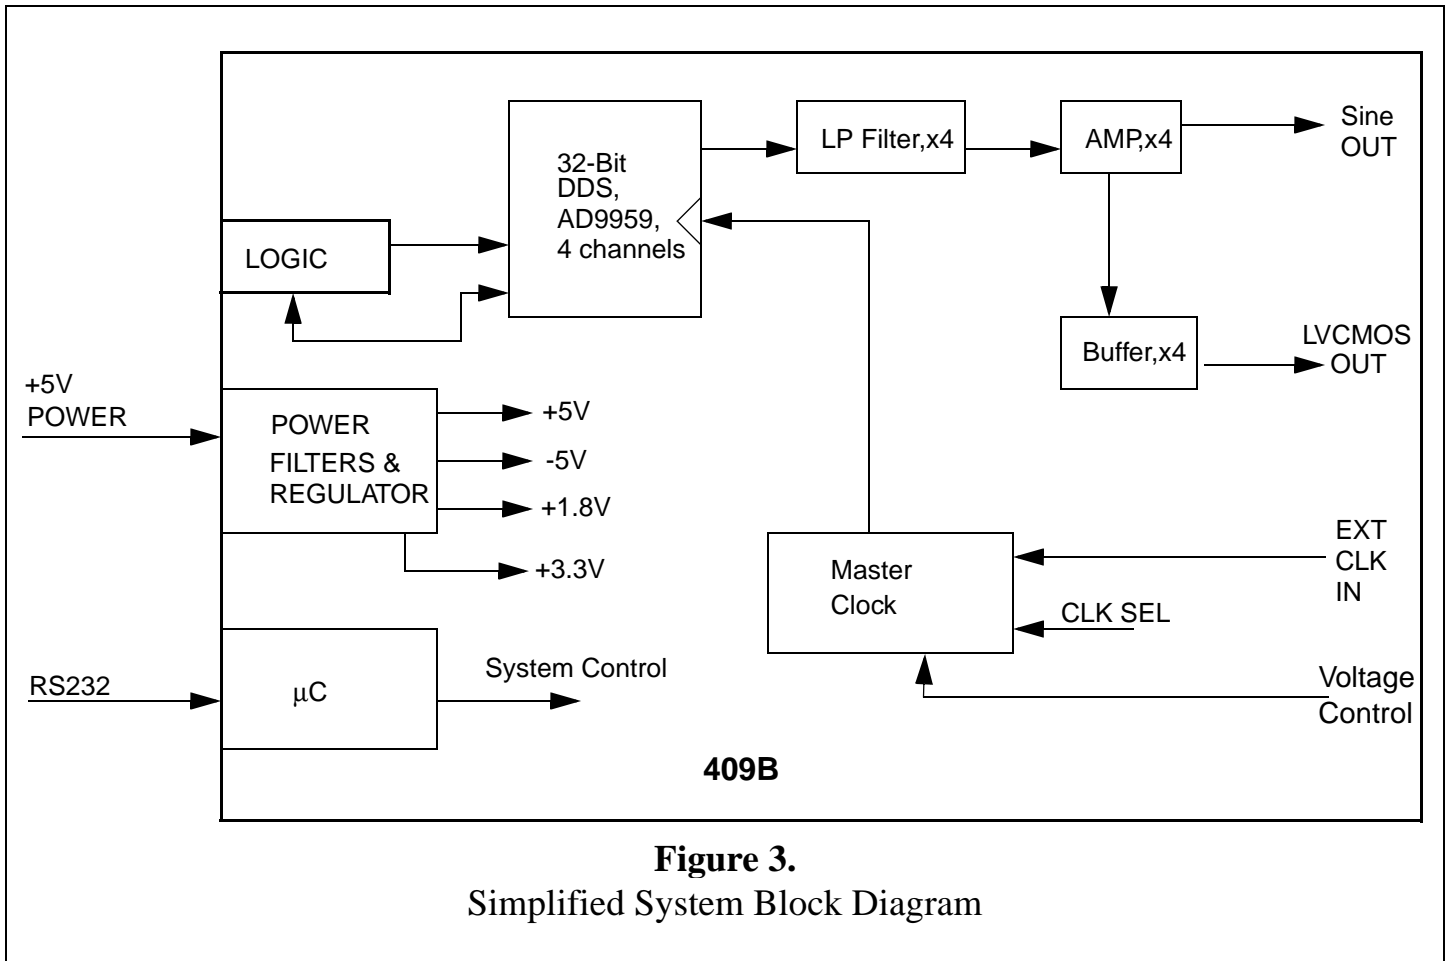 32-Bit
DDS,
AD9959,
4 channels
LP Filter,x4
AMP,x4
Sine
OUT
LOGIC
Buffer,x4
LVCMOS
OUT
+5V
POWER
POWER
FILTERS &
REGULATOR
+5V
-5V
+1.8V
+3.3V
Master
Clock
EXT
CLK
IN
CLK SEL
Voltage
Control
RS232
μC
System Control
409B
Figure 3.
Simplified System Block Diagram